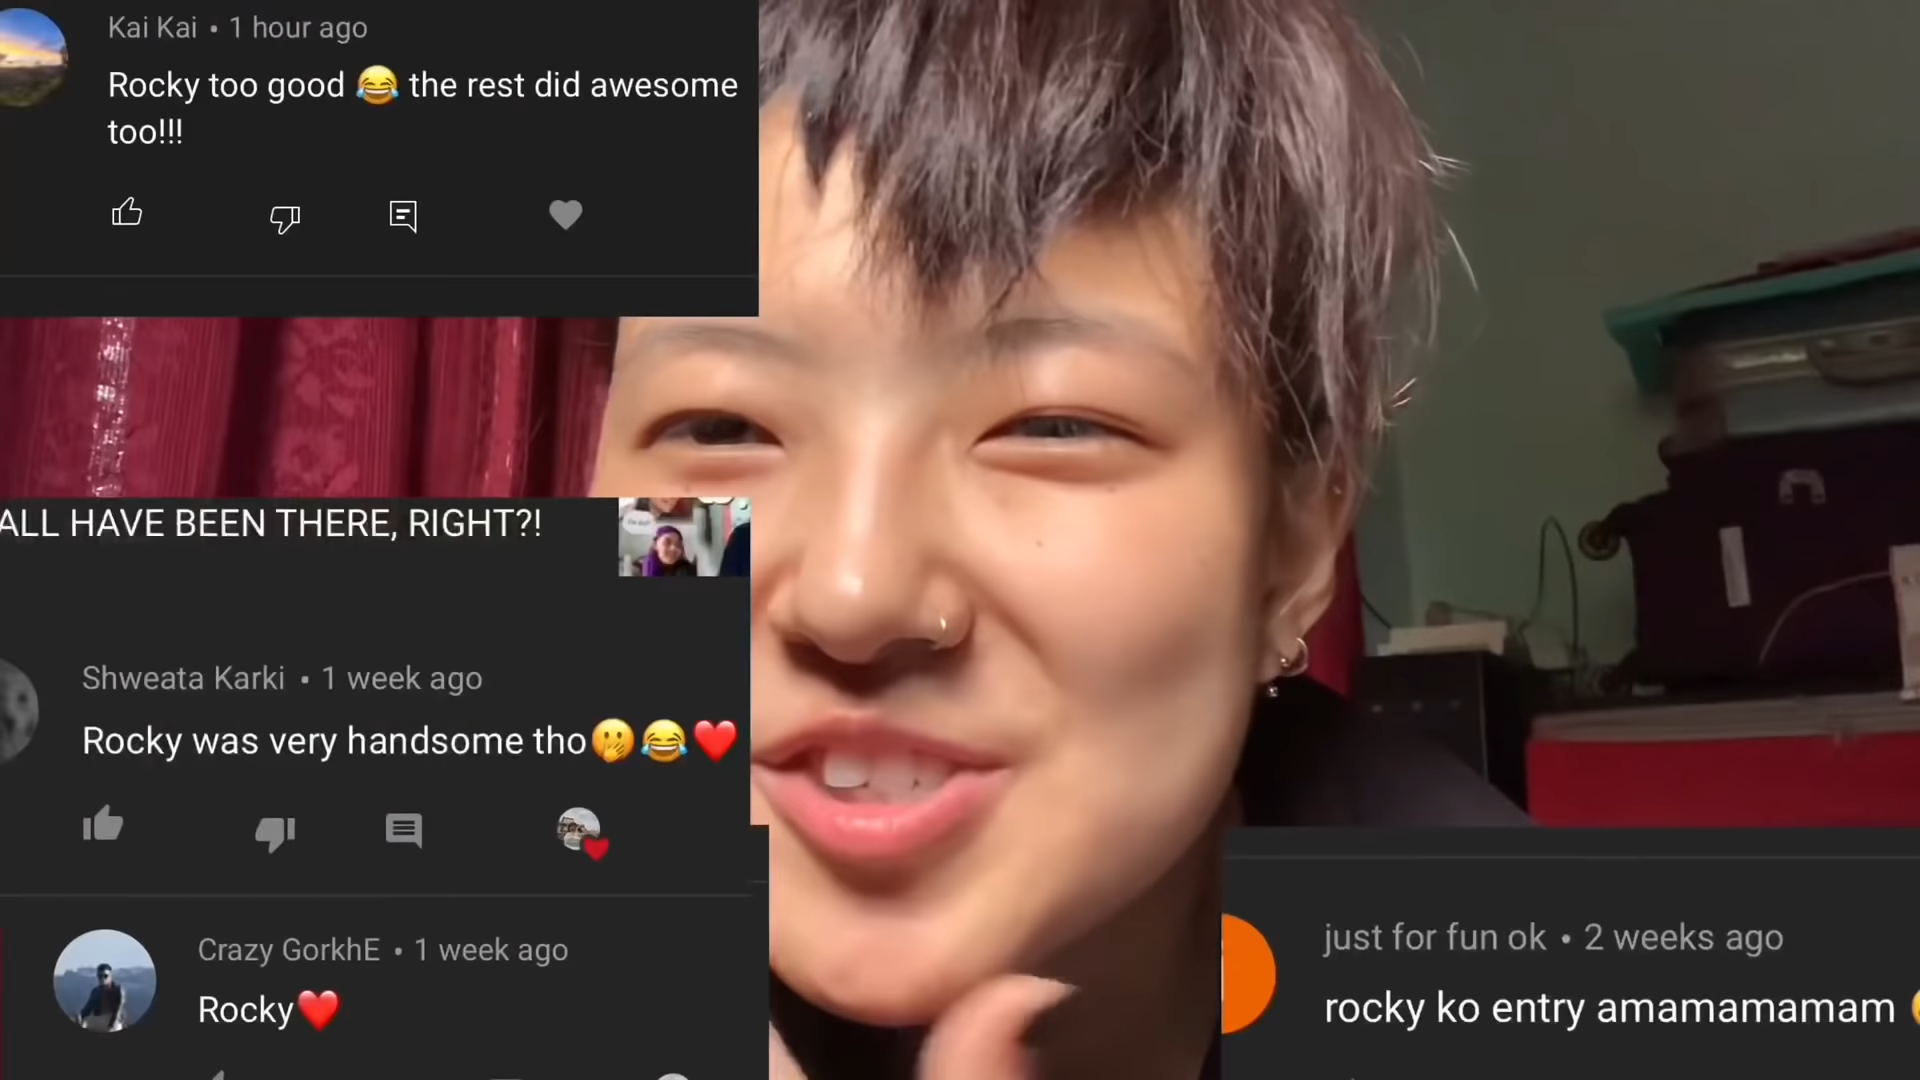 Kai Kai • 1 hour ago
Rocky too good 😂 the rest did awesome
too!!!
ALL HAVE BEEN THERE, RIGHT?!
Shweata Karki • 1 week ago
Rocky was very handsome tho🤭😂❤️
Crazy GorkhE • 1 week ago
Rocky❤️
just for fun ok • 2 weeks ago
rocky ko entry amamamamam